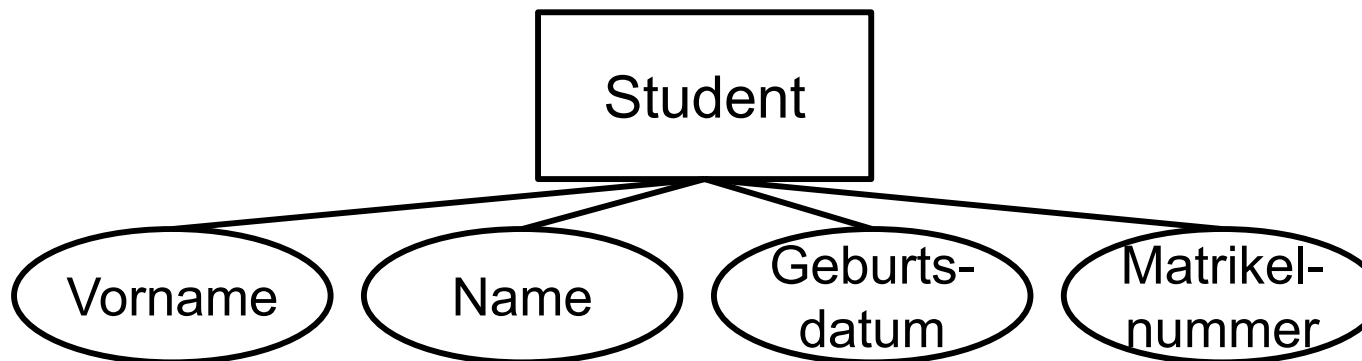 Student
Vorname
Name
Geburts-
datum
Matrikel-
nummer